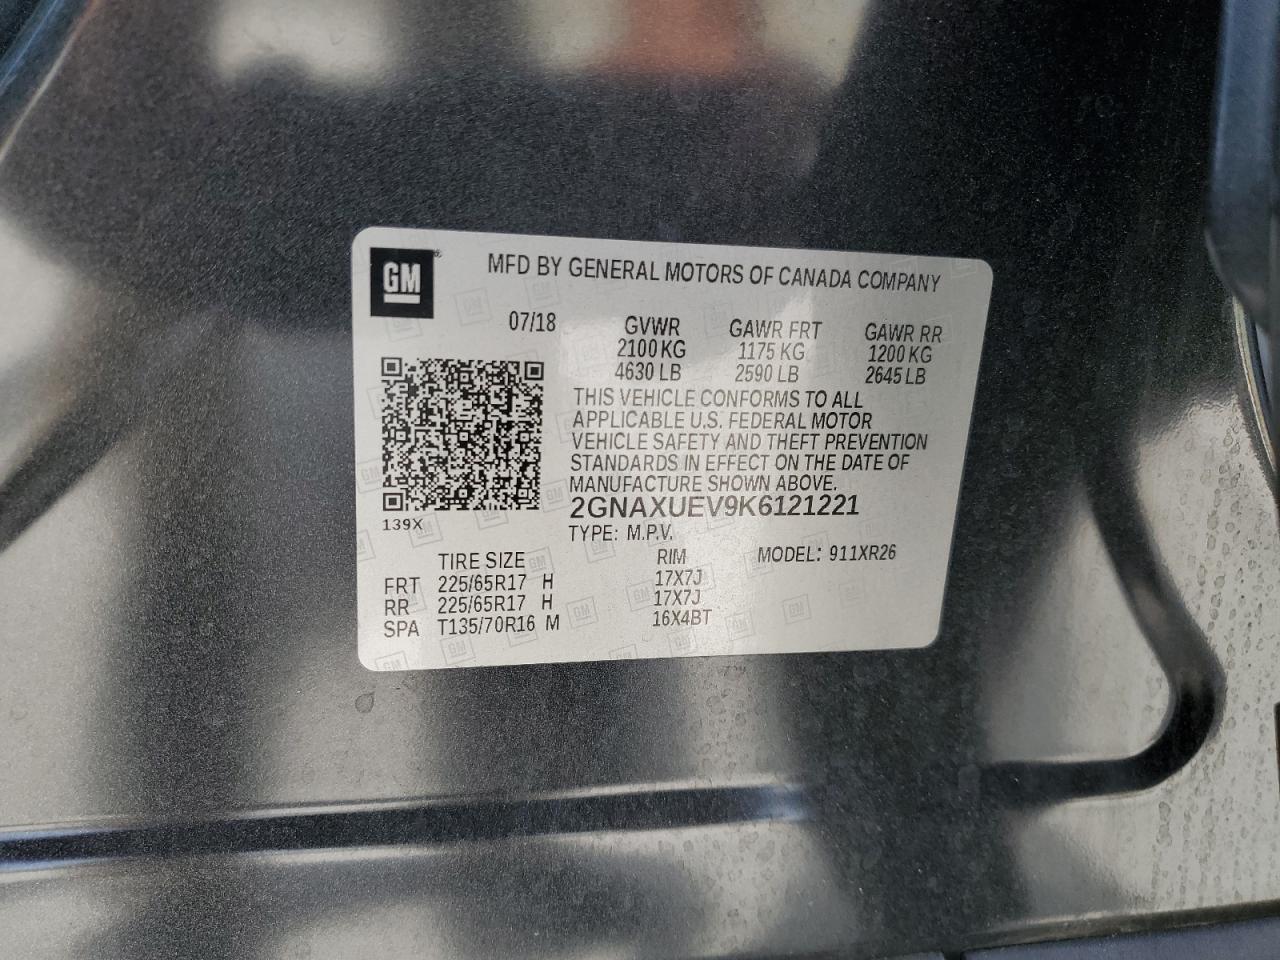 GM
MFD BY GENERAL MOTORS OF CANADA COMPANY
07/18 GVWR GAWR FRT GAWR RR
2100 KG 1175 KG 1200 KG
4630 LB 2590 LB 2645 LB
THIS VEHICLE CONFORMS TO ALL
APPLICABLE U.S. FEDERAL MOTOR
VEHICLE SAFETY AND THEFT PREVENTION
STANDARDS IN EFFECT ON THE DATE OF
MANUFACTURE SHOWN ABOVE.
2GNAXUEV9K6121221
139X
TYPE: M.P.V.
TIRE SIZE RIM MODEL: 911XR26
FRT 225/65R17 H 17X7J
RR 225/65R17 H 17X7J
SPA T135/70R16 M 16X4BT